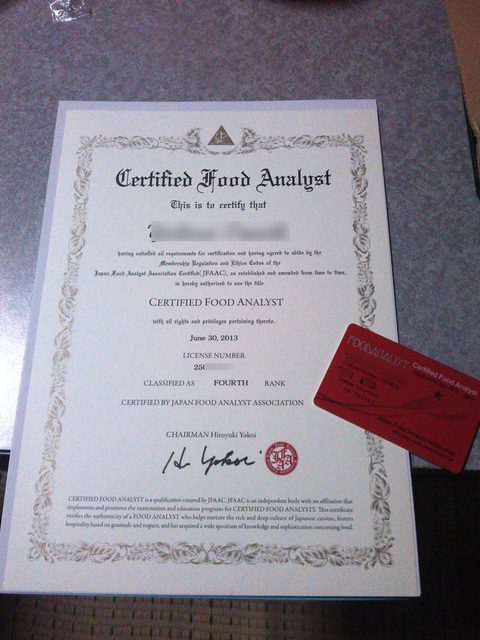 Certified Food Analyst
This is to certify that
having satisfied all requirements for certification and having agreed to abide by the
Membership Regulation and Ethics Codes of the
Japan Food Analyst Association Certified(JFAAC), as established and amended from time to time,
is hereby authorized to use the title
CERTIFIED FOOD ANALYST
with all rights and privileges pertaining thereto.
June 30, 2013
LICENSE NUMBER
250
CLASSIFIED AS FOURTH RANK
CERTIFIED BY JAPAN FOOD ANALYST ASSOCIATION
CHAIRMAN Hiroyuki Yokoi
H. Yokoi
CERTIFIED FOOD ANALYST is a qualification ensured by JFAAC. JFAAC is an independent body with no affiliation that
implements and promotes the examination and education programs for CERTIFIED FOOD ANALYSTS. This certificate
verifies the authenticity of a FOOD ANALYST who helps nurture the rich and deep culture of Japanese cuisine, fosters
hospitality based on gratitude and respect, and has acquired a wide spectrum of knowledge and sophistication concerning food.
FOODANALYST Certified Food Analyst